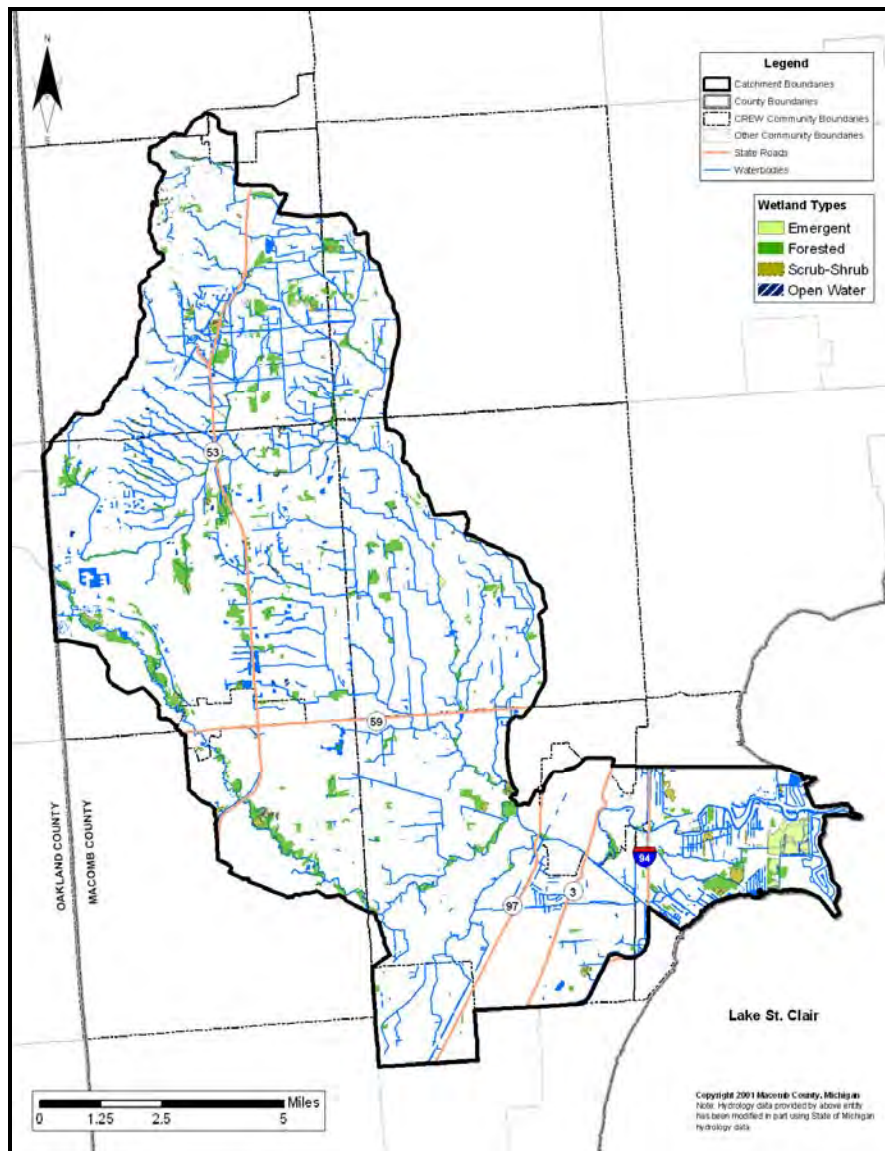 N
Legend
Catchment Boundaries
County Boundaries
CREW Community Boundaries
Other Community Boundaries
State Roads
Waterbodies
Wetland Types
Emergent
Forested
Scrub-Shrub
Open Water
53
59
94
97
3
OAKLAND COUNTY
MACOMB COUNTY
Lake St. Clair
Miles
0 1.25 2.5 5
Copyright 2001 Macomb County, Michigan
Note: Hydrology data provided by above entity
has been modified in part using State of Michigan
hydrology data